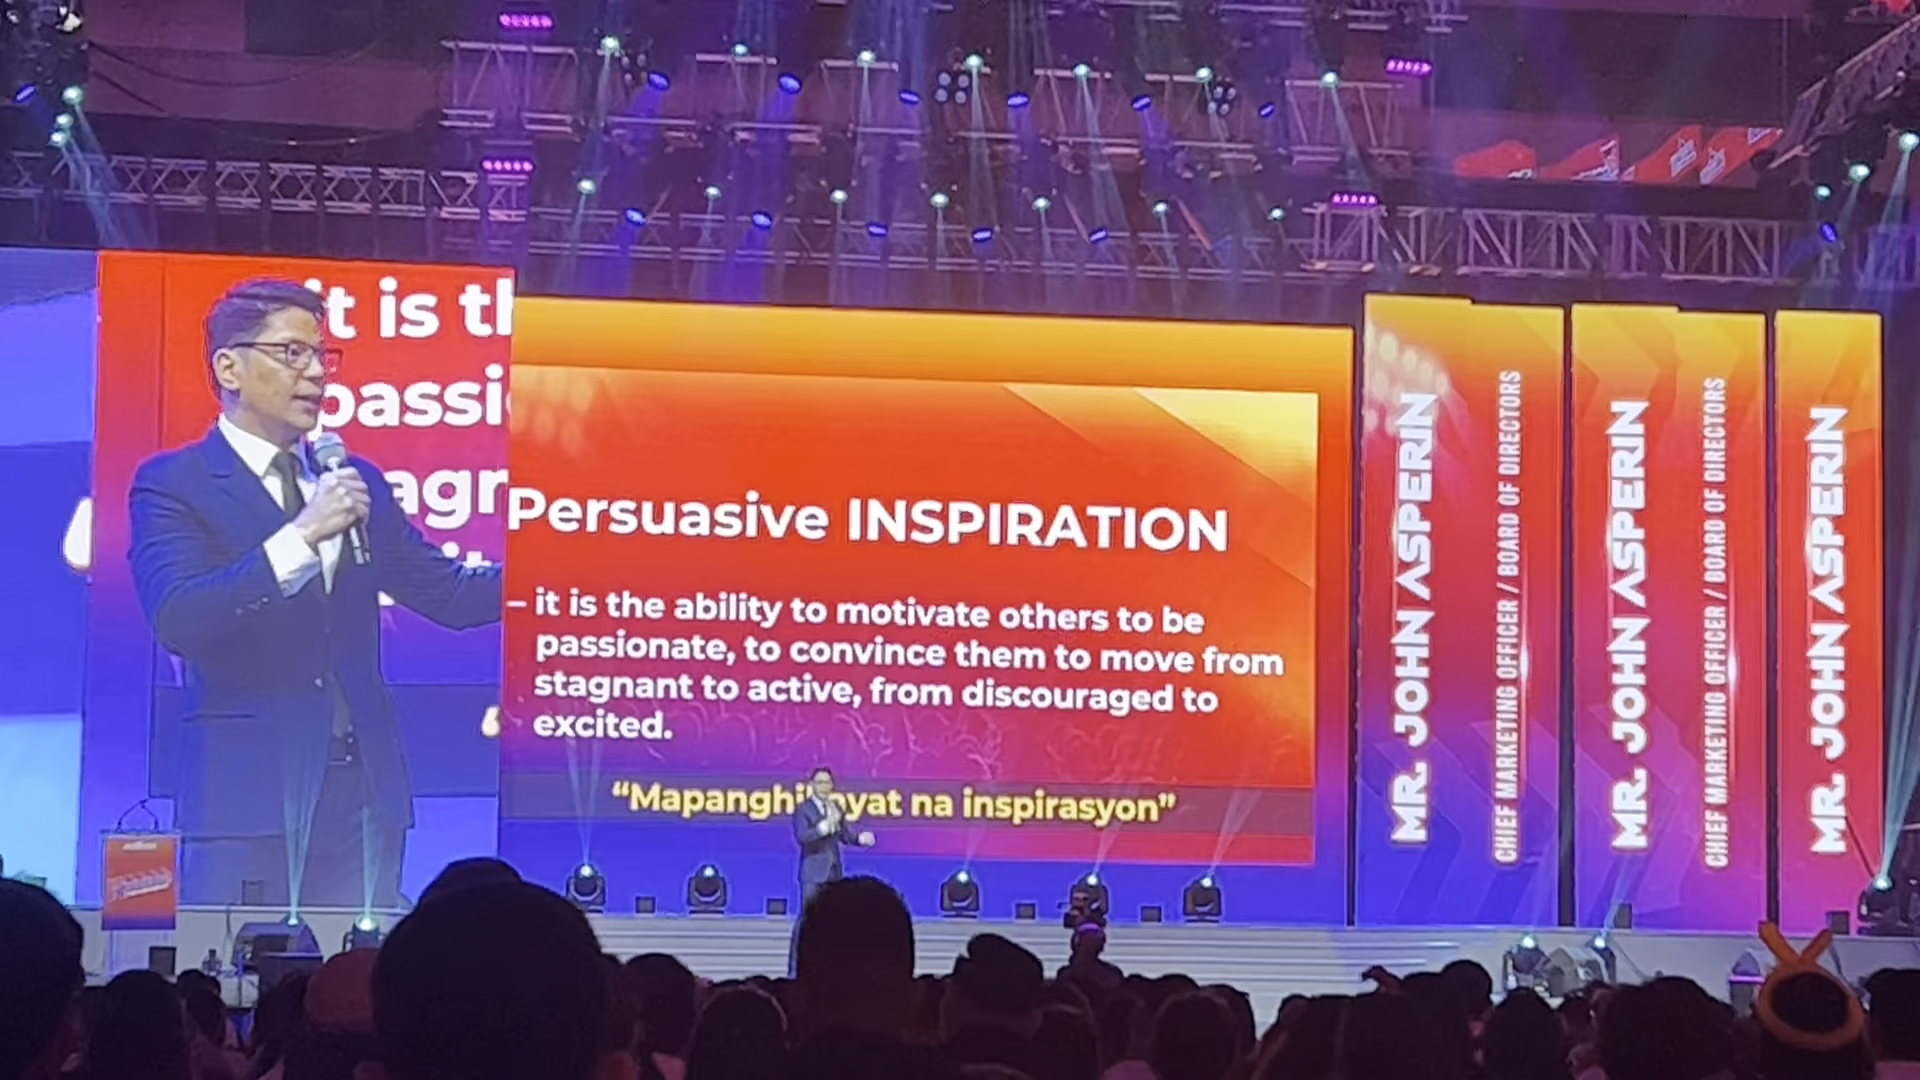 it is th
passi
agr
it
Persuasive INSPIRATION
– it is the ability to motivate others to be
passionate, to convince them to move from
stagnant to active, from discouraged to
excited.
“Mapanghi yat na inspirasyon”
MR. JOHN ASPERIN
CHIEF MARKETING OFFICER / BOARD OF DIRECTORS
MR. JOHN ASPERIN
CHIEF MARKETING OFFICER / BOARD OF DIRECTORS
MR. JOHN ASPERIN